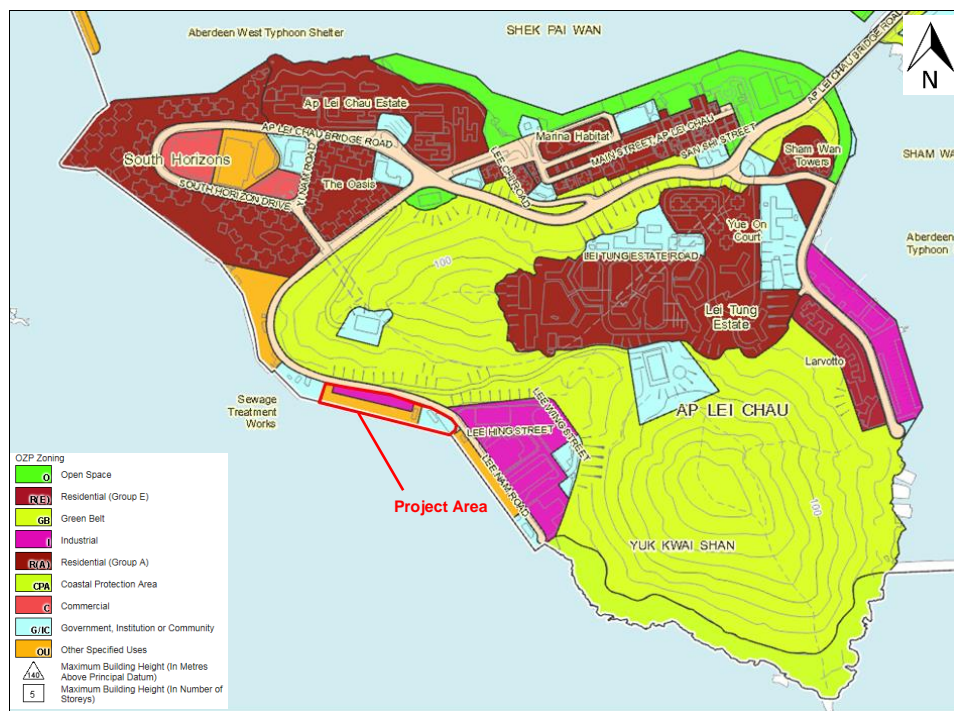 Aberdeen West Typhoon Shelter
SHEK PAI WAN
AP LEI CHAU BRIDGE ROAD
N
Ap Lei Chau Estate
AP LEI CHAU BRIDGE ROAD
Marina Habitat
MAIN STREET, AP LEI CHAU
SAN SHI STREET
Sham Wan
Towers
SHAM WA
South Horizons
YI NAM ROAD
The Oasis
LEE CHI ROAD
SOUTH HORIZON DRIVE
Yue On
Court
Aberdeen
Typhoon
LEI TUNG ESTATE ROAD
100
Lei Tung
Estate
Larvotto
Sewage
Treatment
Works
LEE WING STREET
AP LEI CHAU
LEE HING STREET
LEE NAM ROAD
Project Area
100
YUK KWAI SHAN
OZP Zoning
O Open Space
R(E) Residential (Group E)
GB Green Belt
I Industrial
R(A) Residential (Group A)
CPA Coastal Protection Area
C Commercial
G/IC Government, Institution or Community
OU Other Specified Uses
140 Maximum Building Height (In Metres
Above Principal Datum)
5 Maximum Building Height (In Number of
Storeys)